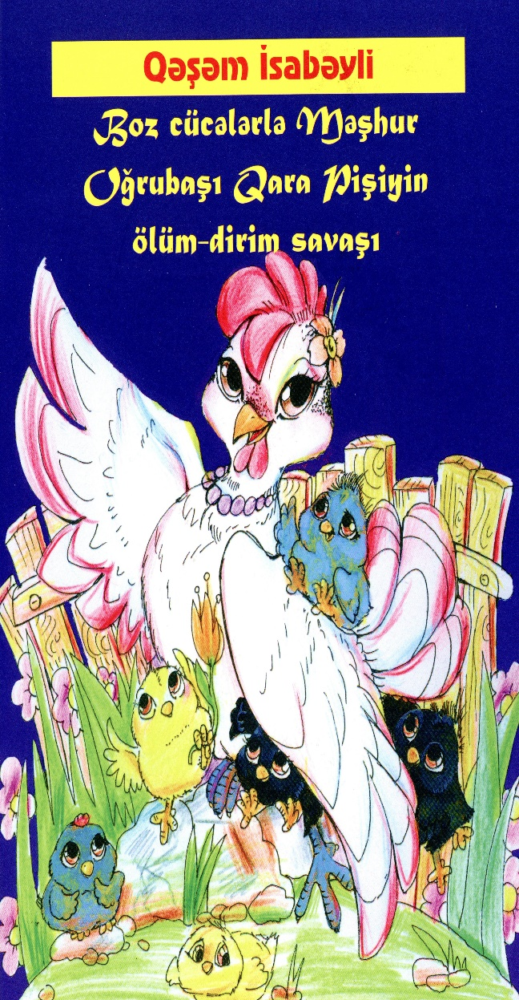 Qəşəm İsabəyli
Boz cücələrlə Məşhur
Oğrubaşı Qara Pişiyin
ölüm-dirim savaşı